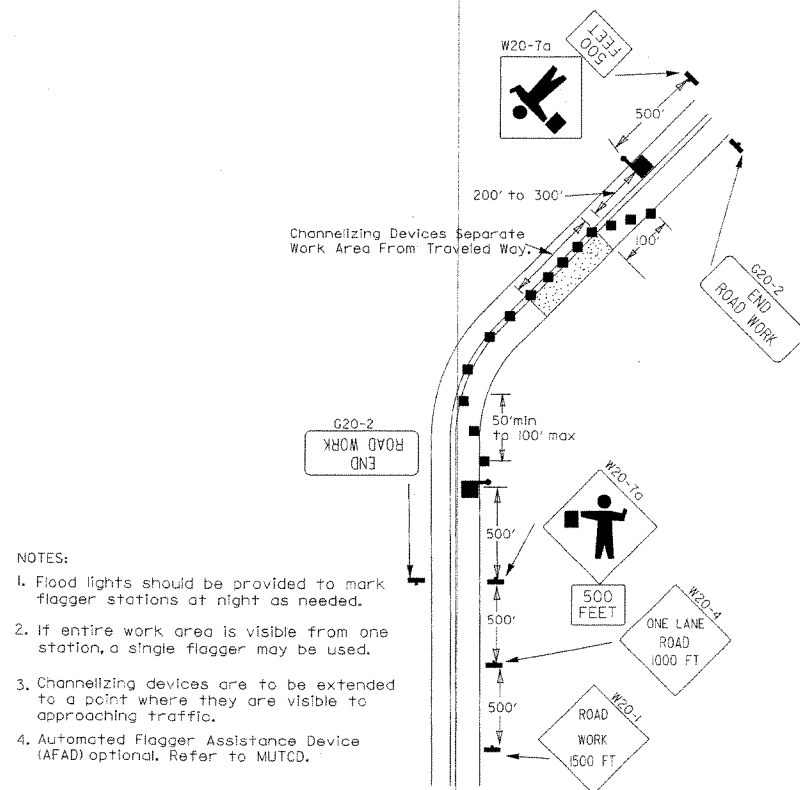 W20-7a
500
FEET
500'
200' to 300'
Channelizing Devices Separate
Work Area From Traveled Way.
100'
G20-2
END
ROAD WORK
G20-2
END
ROAD WORK
50'min
to 100' max
W20-7a
500'
500
FEET
NOTES:
1. Flood lights should be provided to mark
flagger stations at night as needed.
2. If entire work area is visible from one
station, a single flagger may be used.
3. Channelizing devices are to be extended
to a point where they are visible to
approaching traffic.
4. Automated Flagger Assistance Device
(AFAD) optional. Refer to MUTCD.
500'
W20-4
ONE LANE
ROAD
1000 FT
500'
W20-1
ROAD
WORK
1500 FT